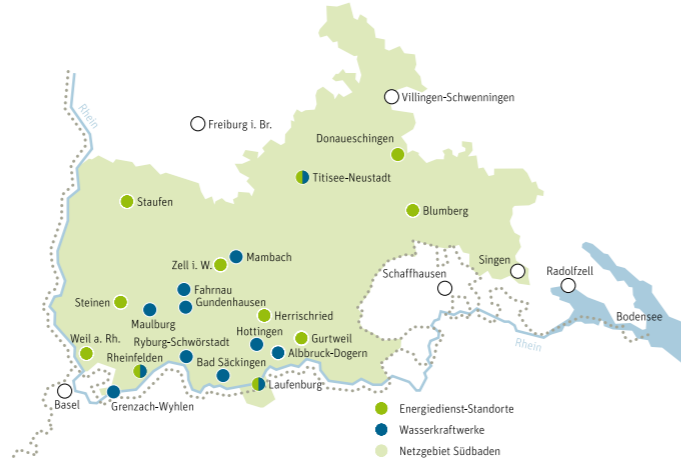 Villingen-Schwenningen
Rhein
Freiburg i. Br.
Donaueschingen
Titisee-Neustadt
Staufen
Blumberg
Mambach
Zell i. W.
Singen
Schaffhausen
Radolfzell
Fahrnau
Steinen
Gundenhausen
Maulburg
Herrischried
Bodensee
Hottingen
Ryburg-Schwörstadt
Gurtweil
Weil a. Rh.
Rhein
Rheinfelden
Bad Säckingen
Albbruck-Dogern
Laufenburg
Basel
Grenzach-Wyhlen
Energiedienst-Standorte
Wasserkraftwerke
Netzgebiet Südbaden